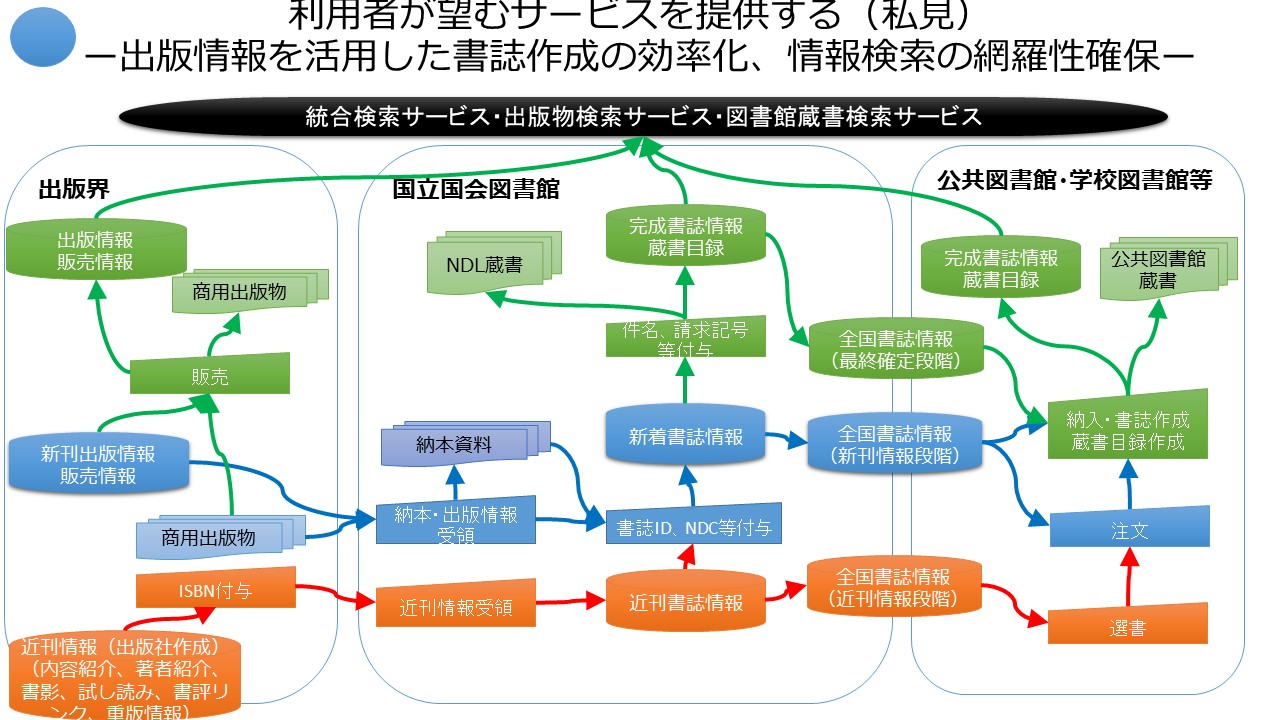 利用者が望むサービスを提供する（私見）
ー出版情報を活用した書誌作成の効率化、情報検索の網羅性確保ー
統合検索サービス・出版物検索サービス・図書館蔵書検索サービス
出版界
出版情報
販売情報
商用出版物
販売
新刊出版情報
販売情報
商用出版物
ISBN付与
近刊情報（出版社作成）
（内容紹介、著者紹介、
書影、試し読み、書評リ
ンク、重版情報）
国立国会図書館
NDL蔵書
完成書誌情報
蔵書目録
件名、請求記号
等付与
全国書誌情報
（最終確定段階）
納本資料
新着書誌情報
全国書誌情報
（新刊情報段階）
納本・出版情報
受領
書誌ID、NDC等付与
近刊情報受領
近刊書誌情報
全国書誌情報
（近刊情報段階）
公共図書館・学校図書館等
完成書誌情報
蔵書目録
公共図書館
蔵書
納入・書誌作成
蔵書目録作成
注文
選書